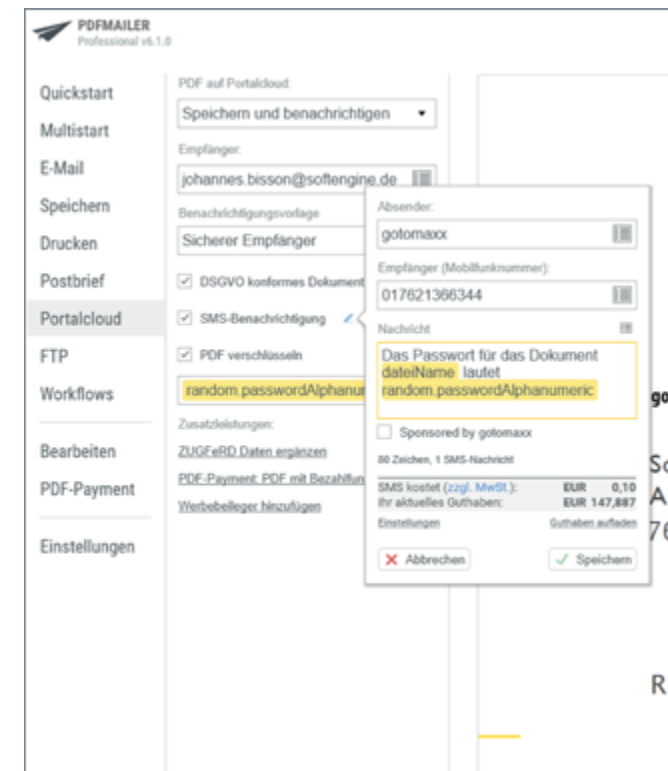 PDFMAILER
Professional v6.1.0
Quickstart
Multistart
E-Mail
Speichern
Drucken
Postbrief
Portalcloud
FTP
Workflows
Bearbeiten
PDF-Payment
Einstellungen
PDF auf Portalcloud:
Speichern und benachrichtigen
Empfänger:
johannes.bisson@softengine.de
Benachrichtigungsvorlage
Sicherer Empfänger
DSGVO konformes Dokument
SMS-Benachrichtigung
PDF verschlüsseln
random.passwordAlphanur
Zusatzleistungen:
ZUGFeRD Daten ergänzen
PDF-Payment: PDF mit Bezahlfun
Werbebeileger hinzufügen
Absender:
gotomaxx
Empfänger (Mobilfunknummer):
017621366344
Nachricht
Das Passwort für das Dokument
dateiName lautet
random.passwordAlphanumeric
Sponsored by gotomaxx
80 Zeichen, 1 SMS-Nachricht
SMS kostet (zzgl. MwSt.): EUR 0,10
Ihr aktuelles Guthaben: EUR 147,887
Einstellungen Guthaben aufladen
Abbrechen Speichern
go
So
A
76
R